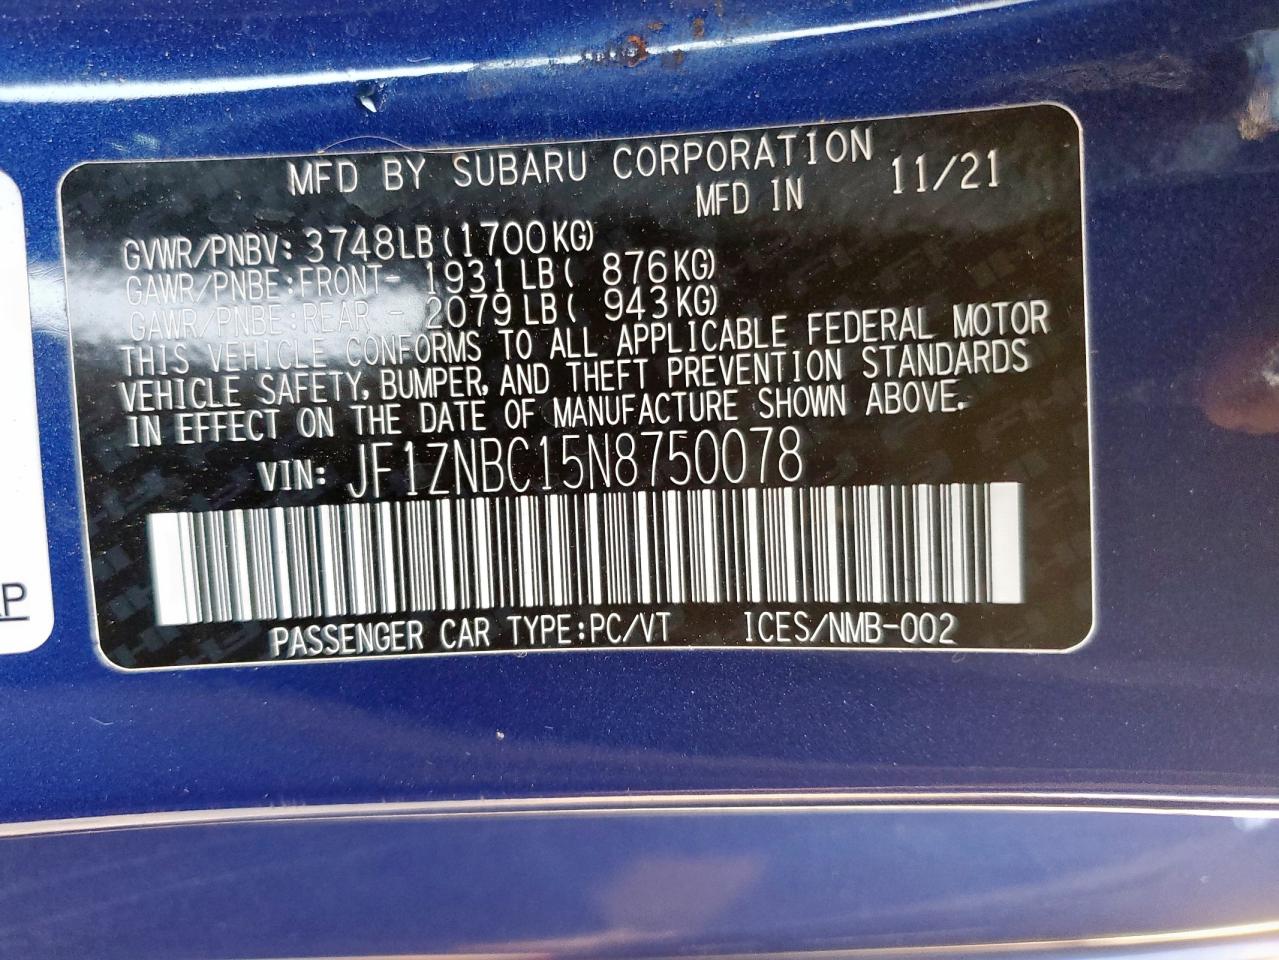 MFD BY SUBARU CORPORATION
MFD IN 11/21
GVWR/PNBV: 3748LB(1700KG)
GAWR/PNBE:FRONT- 1931LB( 876KG)
GAWR/PNBE:REAR - 2079LB( 943KG)
THIS VEHICLE CONFORMS TO ALL APPLICABLE FEDERAL MOTOR
VEHICLE SAFETY, BUMPER, AND THEFT PREVENTION STANDARDS
IN EFFECT ON THE DATE OF MANUFACTURE SHOWN ABOVE.
VIN: JF1ZNBC15N8750078
PASSENGER CAR TYPE:PC/VT ICES/NMB-002